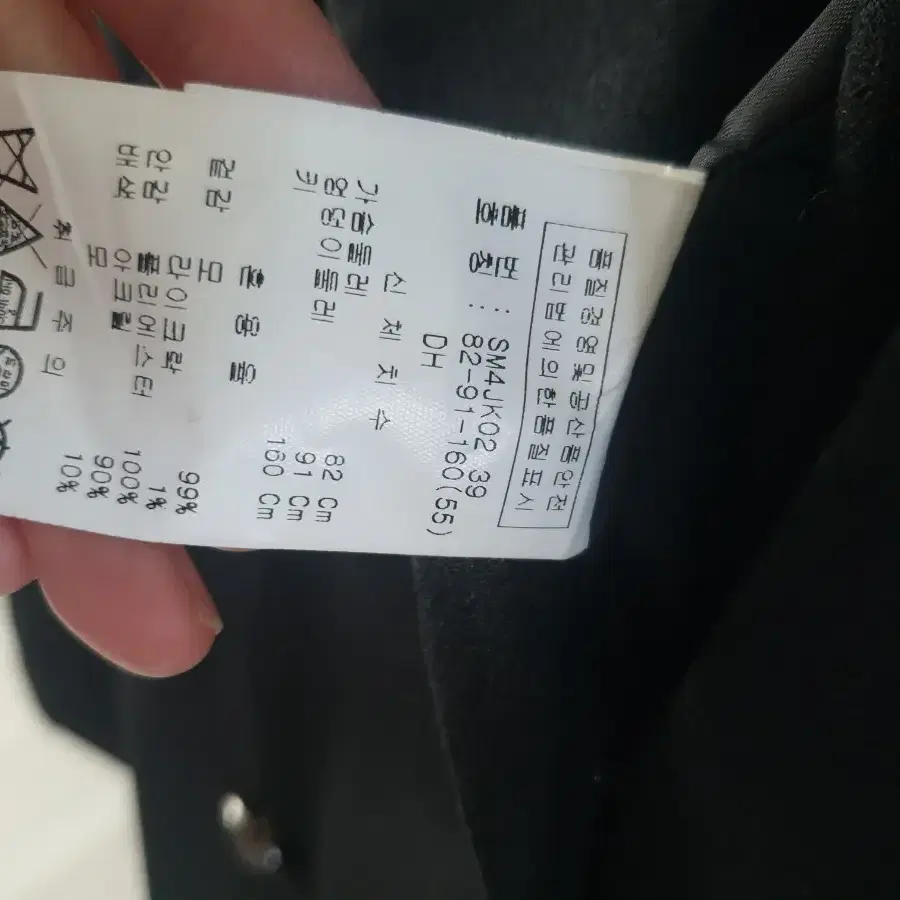 품질경영및공산품안전
관리법에의한품질표시
품 번 : SM4JK02 39
호 칭 : 82-91-160(55)
DH
신 체 치 수
가슴둘레 82 Cm
엉덩이둘레 91 Cm
키 160 Cm
혼 용 율
겉감 모 99%
라이크라 1%
안감 폴리에스터 100%
배색 아크릴 90%
모 10%
취 급 주 의